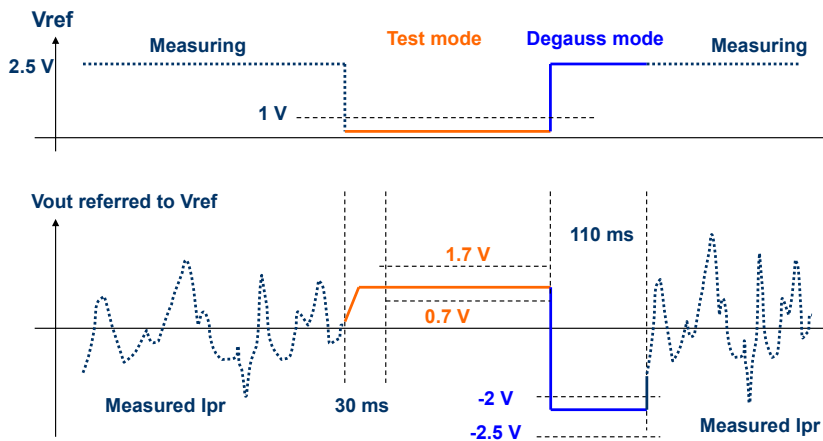 Vref
Measuring
Test mode
Degauss mode
Measuring
2.5 V
1 V
Vout referred to Vref
110 ms
1.7 V
0.7 V
Measured Ipr
30 ms
-2 V
-2.5 V
Measured Ipr